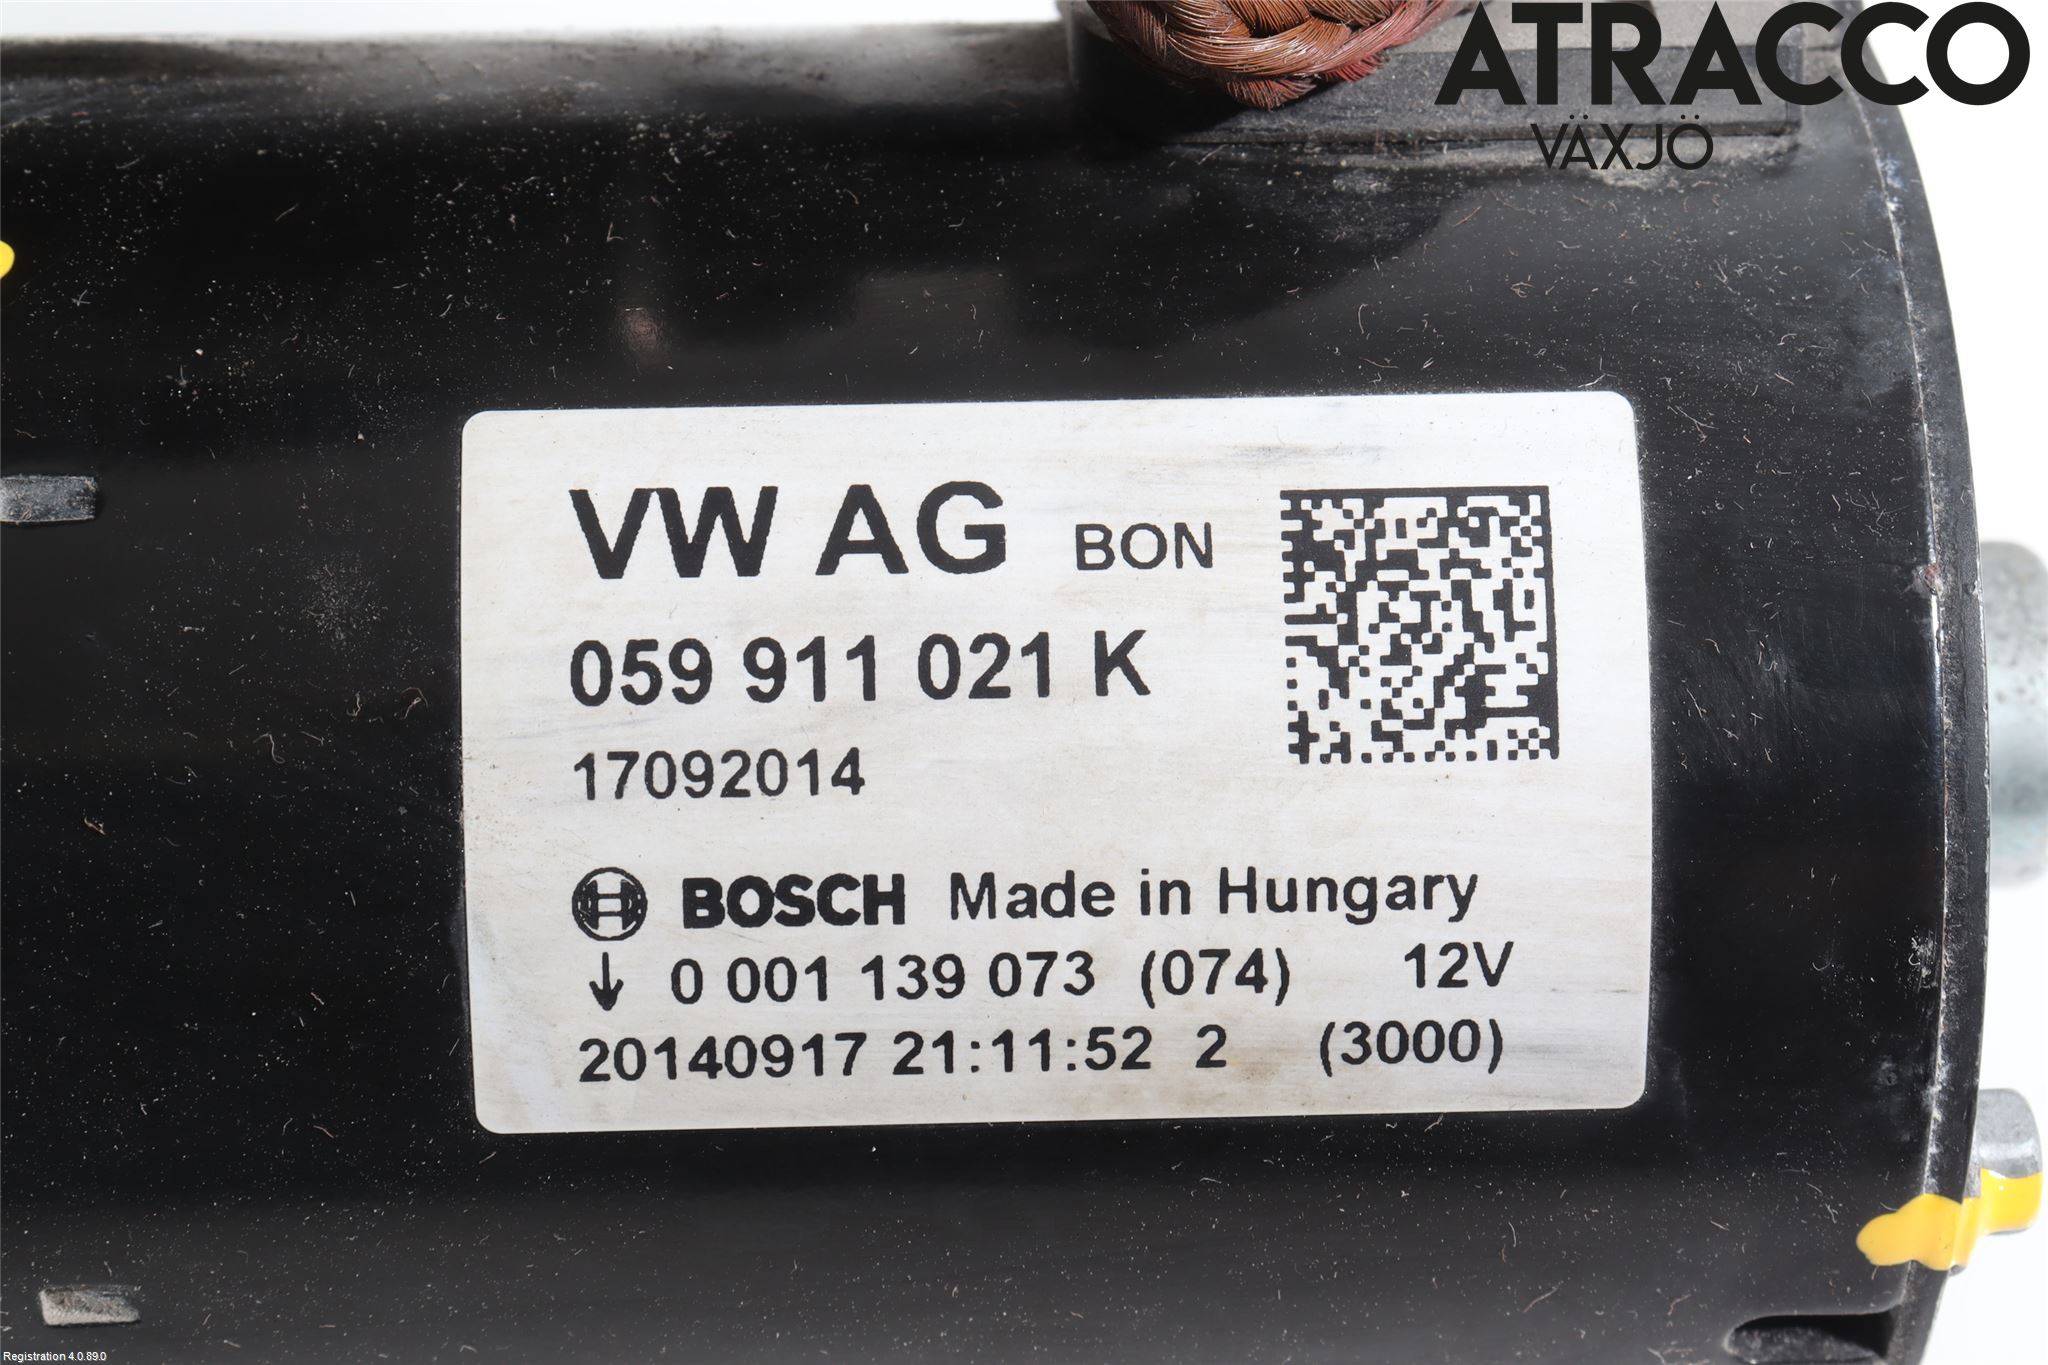 ATRACCO
VÄXJÖ
VW AG BON
059 911 021 K
17092014
BOSCH Made in Hungary
↓ 0 001 139 073 (074) 12V
20140917 21:11:52 2 (3000)
Registration 4.0.89.0